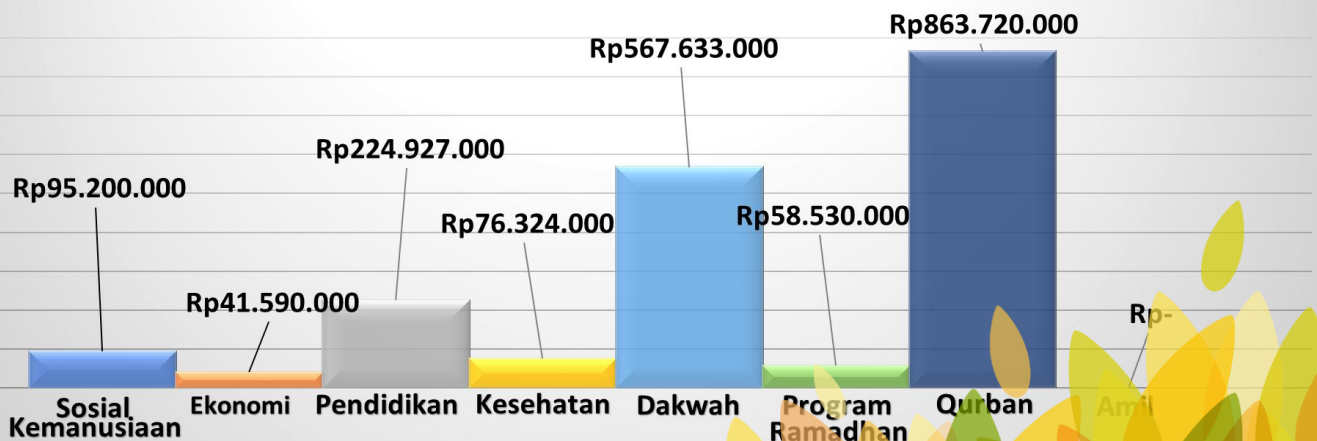 Rp863.720.000
Rp567.633.000
Rp224.927.000
Rp95.200.000
Rp76.324.000
Rp58.530.000
Rp41.590.000
Rp-
Sosial
Kemanusiaan
Ekonomi
Pendidikan
Kesehatan
Dakwah
Program
Ramadhan
Qurban
Amil